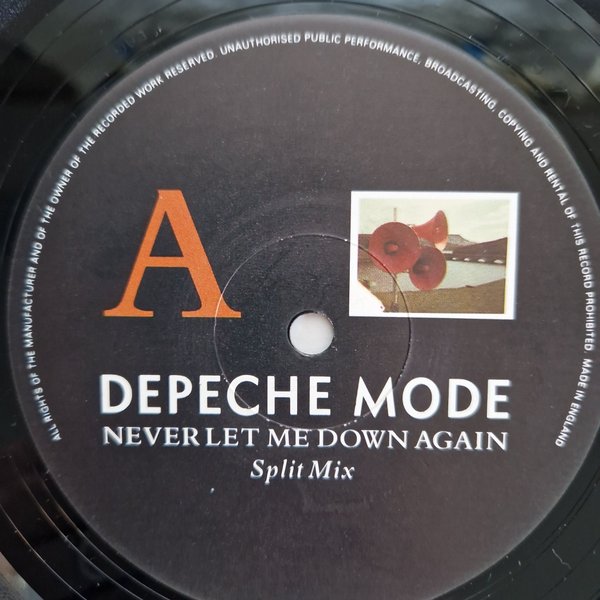 ALL RIGHTS OF THE MANUFACTURER AND OF THE OWNER OF THE RECORDED WORK RESERVED. UNAUTHORISED PUBLIC PERFORMANCE, BROADCASTING, COPYING AND RENTAL OF THIS RECORD PROHIBITED. MADE IN ENGLAND
A
DEPECHE MODE
NEVER LET ME DOWN AGAIN
Split Mix